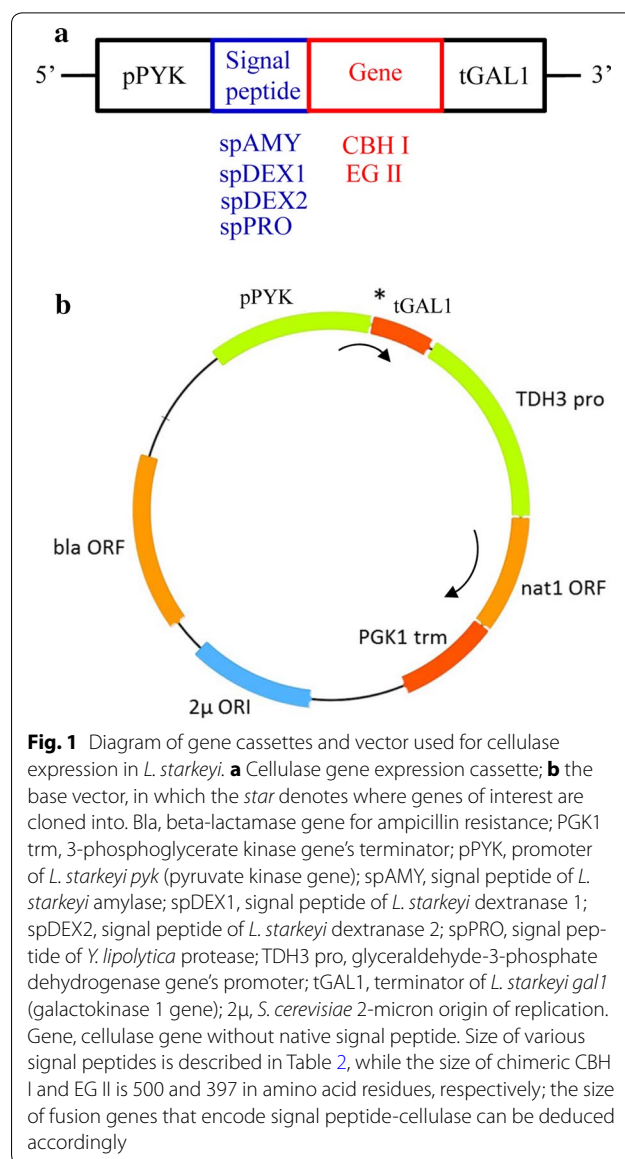 a
5’ pPYK Signal peptide Gene tGAL1 3’
spAMY CBH I
spDEX1 EG II
spDEX2
spPRO
b
pPYK
* tGAL1
TDH3 pro
bla ORF
nat1 ORF
PGK1 trm
2μ ORI
Fig. 1 Diagram of gene cassettes and vector used for cellulase
expression in L. starkeyi. a Cellulase gene expression cassette; b the
base vector, in which the star denotes where genes of interest are
cloned into. Bla, beta-lactamase gene for ampicillin resistance; PGK1
trm, 3-phosphoglycerate kinase gene’s terminator; pPYK, promoter
of L. starkeyi pyk (pyruvate kinase gene); spAMY, signal peptide of L.
starkeyi amylase; spDEX1, signal peptide of L. starkeyi dextranase 1;
spDEX2, signal peptide of L. starkeyi dextranase 2; spPRO, signal pep-
tide of Y. lipolytica protease; TDH3 pro, glyceraldehyde-3-phosphate
dehydrogenase gene’s promoter; tGAL1, terminator of L. starkeyi gal1
(galactokinase 1 gene); 2μ, S. cerevisiae 2-micron origin of replication.
Gene, cellulase gene without native signal peptide. Size of various
signal peptides is described in Table 2, while the size of chimeric CBH
I and EG II is 500 and 397 in amino acid residues, respectively; the size
of fusion genes that encode signal peptide-cellulase can be deduced
accordingly